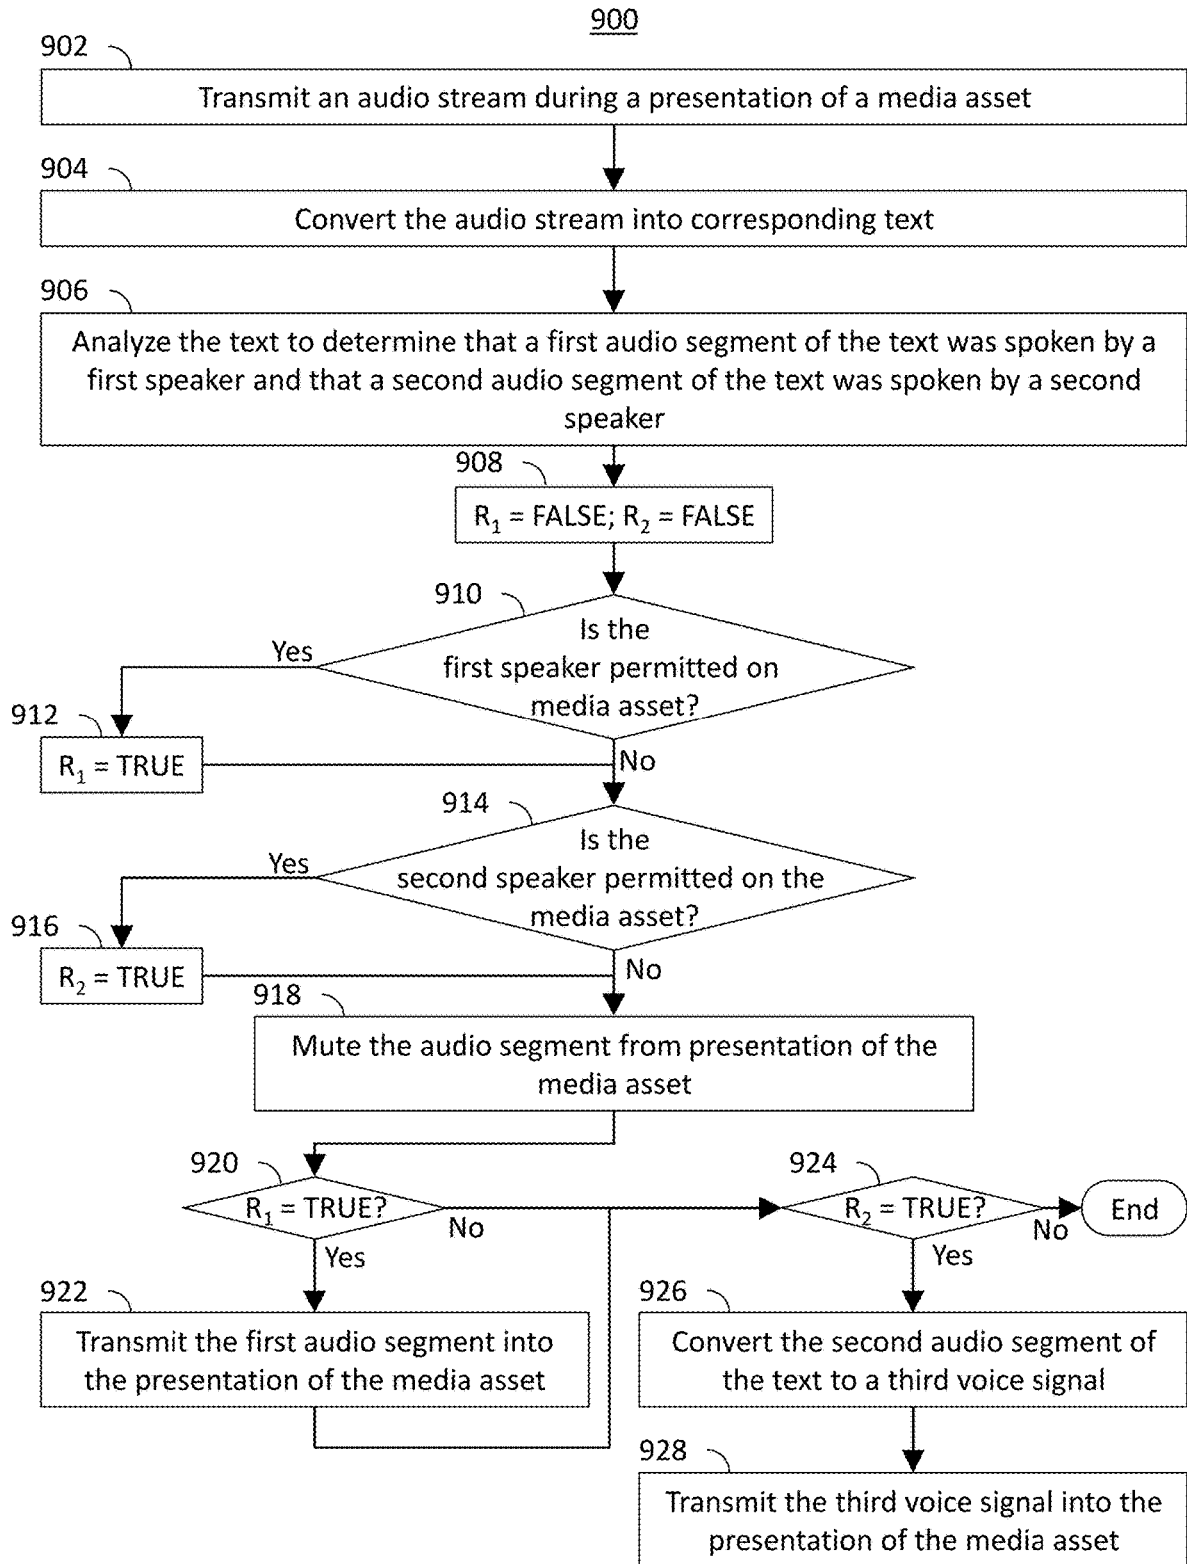 900
902
Transmit an audio stream during a presentation of a media asset
904
Convert the audio stream into corresponding text
906
Analyze the text to determine that a first audio segment of the text was spoken by a
first speaker and that a second audio segment of the text was spoken by a second
speaker
908
R₁ = FALSE; R₂ = FALSE
910
Is the
first speaker permitted on
media asset?
Yes
No
912
R₁ = TRUE
914
Is the
second speaker permitted on the
media asset?
Yes
No
916
R₂ = TRUE
918
Mute the audio segment from presentation of the
media asset
920
R₁ = TRUE?
No
Yes
922
Transmit the first audio segment into
the presentation of the media asset
924
R₂ = TRUE?
No
Yes
End
926
Convert the second audio segment of
the text to a third voice signal
928
Transmit the third voice signal into the
presentation of the media asset